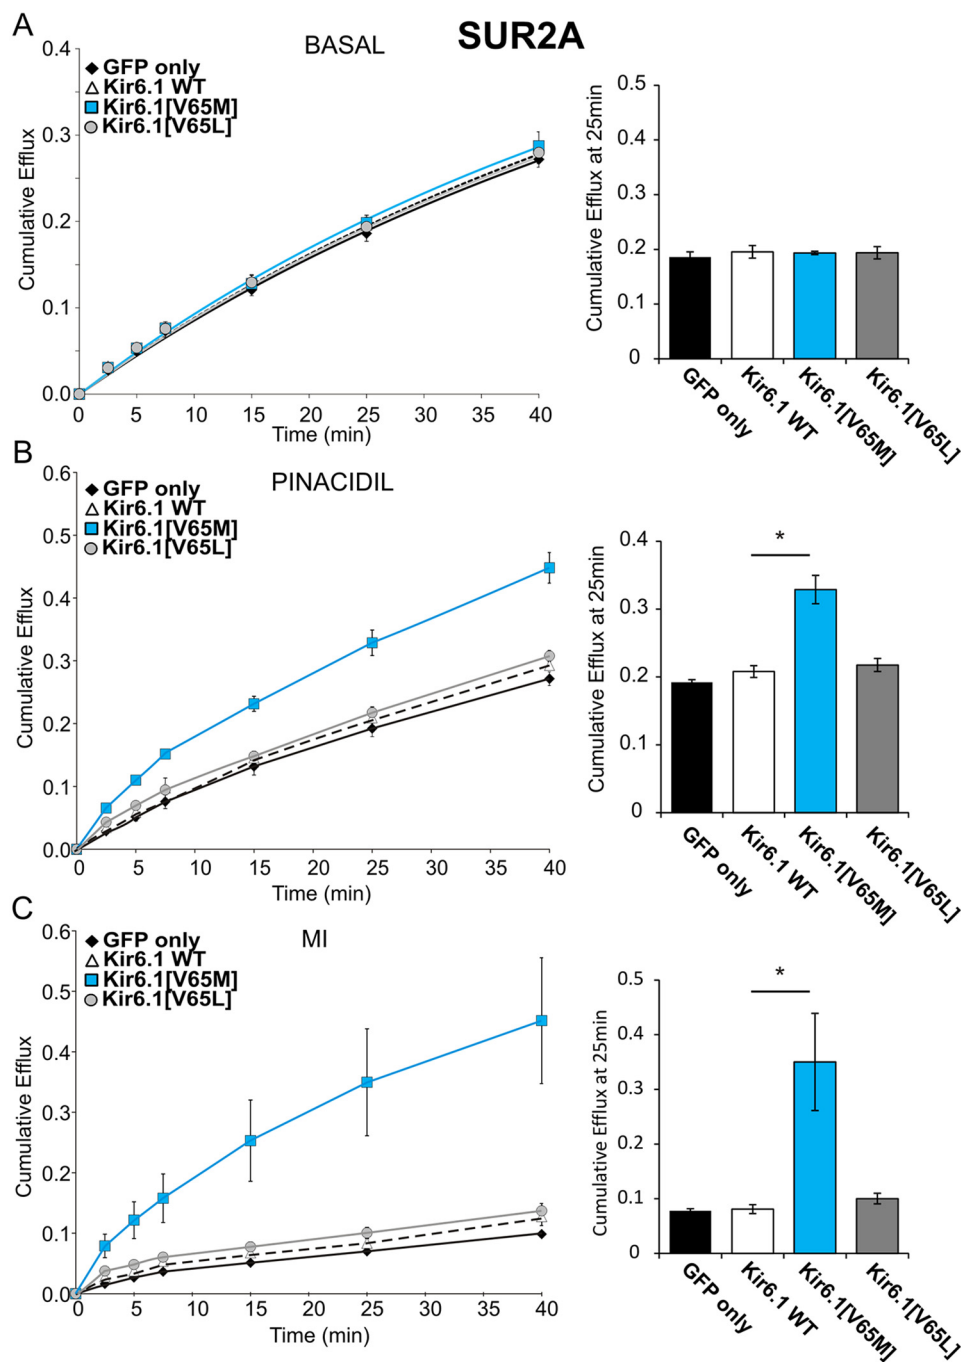 A
BASAL
SUR2A
GFP only
Kir6.1 WT
Kir6.1[V65M]
Kir6.1[V65L]
Cumulative Efflux
0.4
0.3
0.2
0.1
0.0
0 5 10 15 20 25 30 35 40
Time (min)
Cumulative Efflux at 25min
0.5
0.4
0.3
0.2
0.1
0
GFP only
Kir6.1 WT
Kir6.1[V65M]
Kir6.1[V65L]
B
PINACIDIL
GFP only
Kir6.1 WT
Kir6.1[V65M]
Kir6.1[V65L]
Cumulative Efflux
0.6
0.5
0.4
0.3
0.2
0.1
0.0
0 5 10 15 20 25 30 35 40
Time (min)
Cumulative Efflux at 25min
0.4
0.3
0.2
0.1
0
*
GFP only
Kir6.1 WT
Kir6.1[V65M]
Kir6.1[V65L]
C
MI
GFP only
Kir6.1 WT
Kir6.1[V65M]
Kir6.1[V65L]
Cumulative Efflux
0.6
0.5
0.4
0.3
0.2
0.1
0.0
0 5 10 15 20 25 30 35 40
Time (min)
Cumulative Efflux at 25min
0.5
0.4
0.3
0.2
0.1
0
*
GFP only
Kir6.1 WT
Kir6.1[V65M]
Kir6.1[V65L]